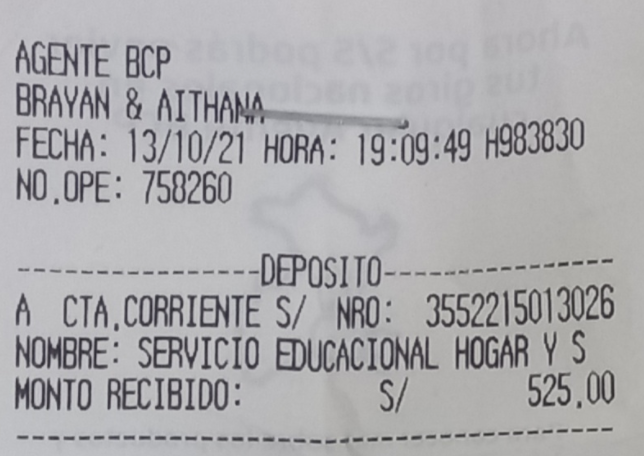 AGENTE BCP
BRAYAN & AITHANA
FECHA: 13/10/21 HORA: 19:09:49 H983830
NO.OPE: 758260
----------------DEPOSITO----------------
A CTA.CORRIENTE S/ NRO: 3552215013026
NOMBRE: SERVICIO EDUCACIONAL HOGAR Y S
MONTO RECIBIDO: S/ 525.00
----------------------------------------